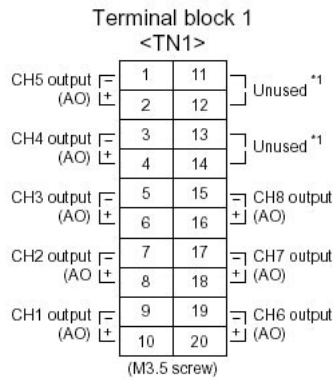 Terminal block 1
<TN1>
CH5 output − 1 11 Unused *1
(AO) + 2 12
CH4 output − 3 13 Unused *1
(AO) + 4 14
CH3 output − 5 15 − CH8 output
(AO) + 6 16 + (AO)
CH2 output − 7 17 − CH7 output
(AO + 8 18 + (AO)
CH1 output − 9 19 − CH6 output
(AO) + 10 20 + (AO)
(M3.5 screw)